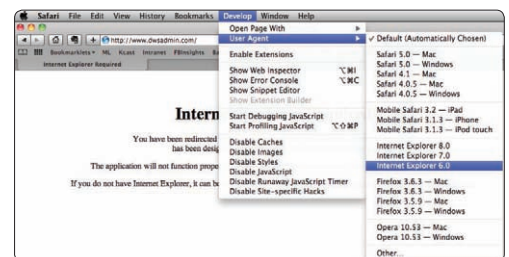 Safari File Edit View History Bookmarks Develop Window Help
http://www.dwsadmin.com/
Bookmarklets ML Kcast Intranet FBInsights
Internet Explorer Required
Intern
You have been redirected
has been desig
The application will not function prope
If you do not have Internet Explorer, it can b
Open Page With
User Agent
Enable Extensions
Show Web Inspector ⌥⌘I
Show Error Console ⌥⌘C
Show Snippet Editor
Show Extension Builder
Start Debugging JavaScript
Start Profiling JavaScript ⌥⇧⌘P
Disable Caches
Disable Images
Disable Styles
Disable JavaScript
Disable Runaway JavaScript Timer
Disable Site-specific Hacks
✓ Default (Automatically Chosen)
Safari 5.0 — Mac
Safari 5.0 — Windows
Safari 4.1 — Mac
Safari 4.0.5 — Mac
Safari 4.0.5 — Windows
Mobile Safari 3.2 — iPad
Mobile Safari 3.1.3 — iPhone
Mobile Safari 3.1.3 — iPod touch
Internet Explorer 8.0
Internet Explorer 7.0
Internet Explorer 6.0
Firefox 3.6.3 — Mac
Firefox 3.6.3 — Windows
Firefox 3.5.9 — Mac
Firefox 3.5.9 — Windows
Opera 10.53 — Mac
Opera 10.53 — Windows
Other...